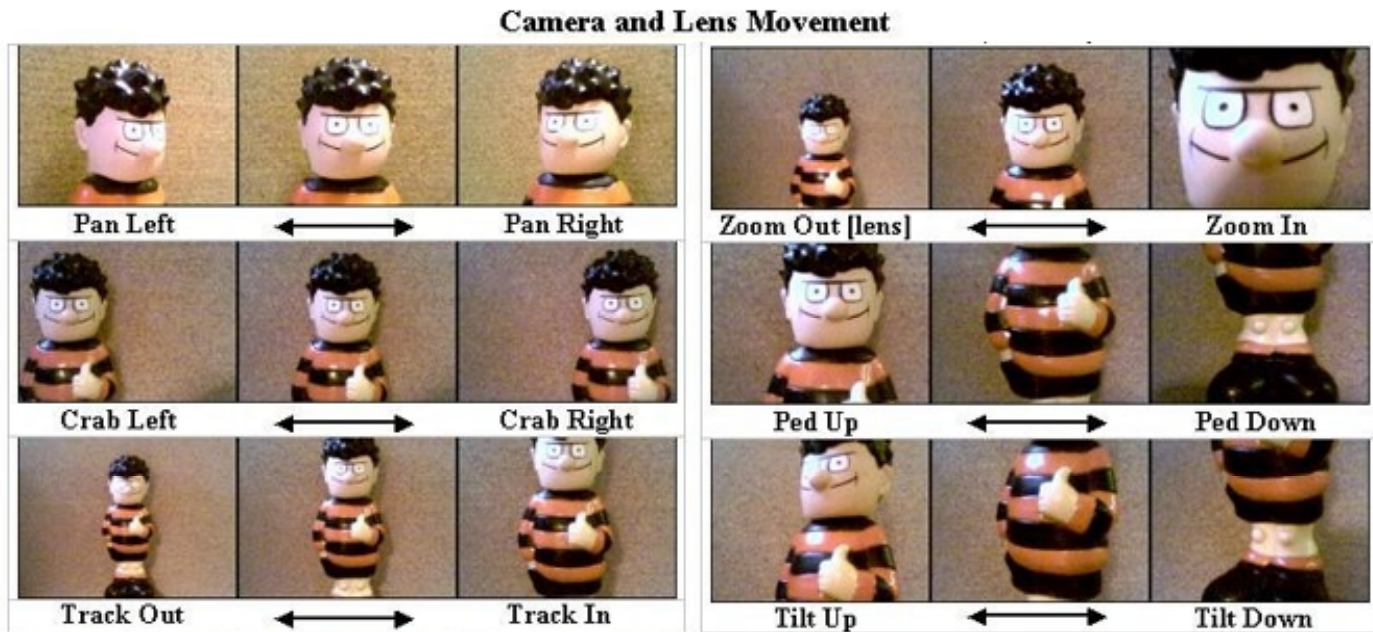 Camera and Lens Movement
Pan Left Pan Right
Zoom Out [lens] Zoom In
Crab Left Crab Right
Ped Up Ped Down
Track Out Track In
Tilt Up Tilt Down